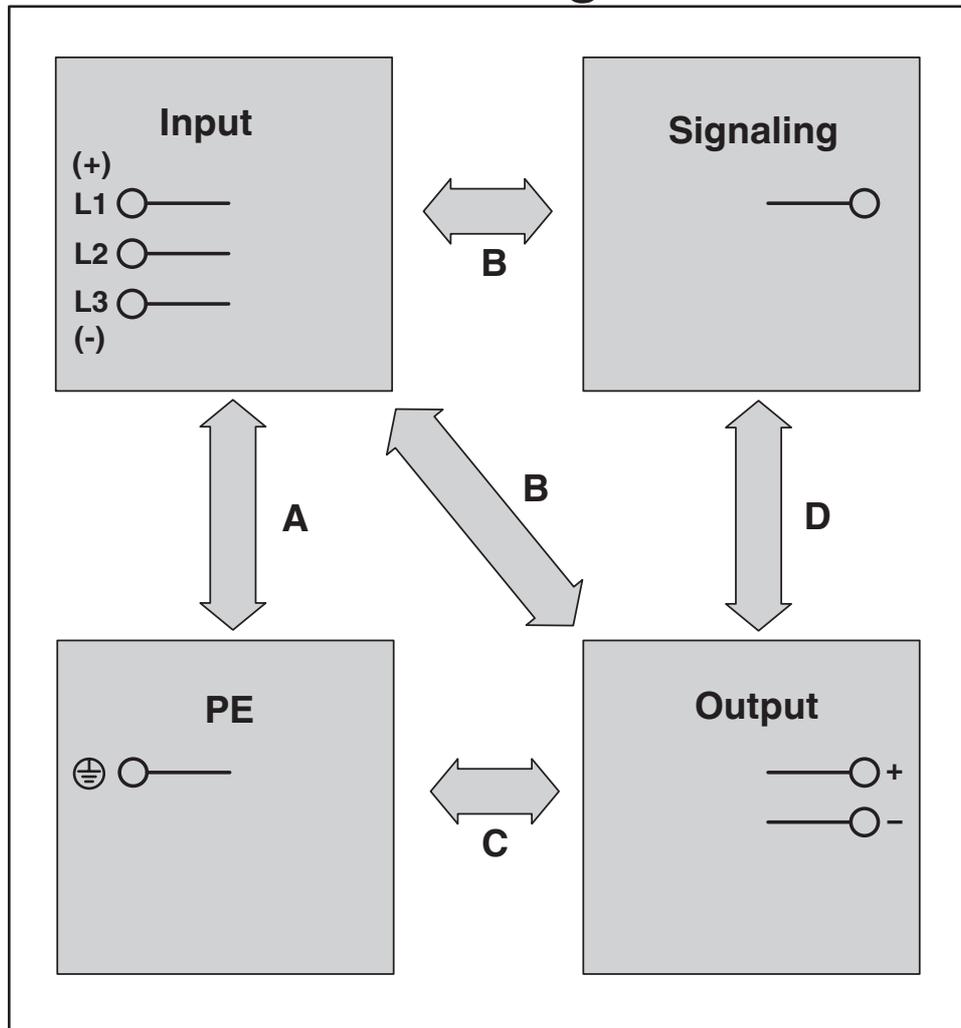 Input
(+)
L1
L2
L3
(-)
Signaling
B
A
B
D
PE
Output
+
−
C